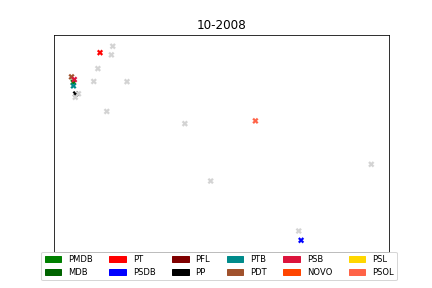 10-2008
PMDB PT PFL PTB PSB PSL
MDB PSDB PP PDT NOVO PSOL